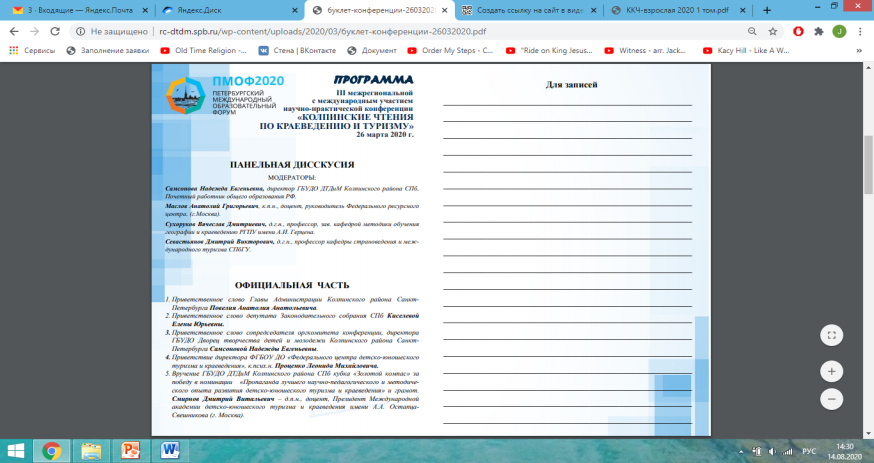 3 · Входящие — Яндекс.Почта
Яндекс.Диск
буклет-конференции-26032020
Создать ссылку на сайт в виде
ККЧ-взрослая 2020 1 том.pdf
Не защищено | rc-dtdm.spb.ru/wp-content/uploads/2020/03/буклет-конференции-26032020.pdf
Сервисы
Заполнение заявки
Old Time Religion -...
Стена | ВКонтакте
Документ
Order My Steps - C...
"Ride on King Jesus...
Witness - arr. Jack...
Kacy Hill - Like A W...
ПМОФ2020
ПЕТЕРБУРГСКИЙ
МЕЖДУНАРОДНЫЙ
ОБРАЗОВАТЕЛЬНЫЙ
ФОРУМ
ПРОГРАММА
III межрегиональной
с международным участием
научно-практической конференции
«КОЛПИНСКИЕ ЧТЕНИЯ
ПО КРАЕВЕДЕНИЮ И ТУРИЗМУ»
26 марта 2020 г.
ПАНЕЛЬНАЯ ДИССКУСИЯ
МОДЕРАТОРЫ:
Самсонова Надежда Евгеньевна, директор ГБУДО ДТДиМ Колпинского района СПб,
Почетный работник общего образования РФ.
Маслов Анатолий Григорьевич, к.п.н., доцент, руководитель Федерального ресурсного
центра. (г.Москва).
Сухоруков Вячеслав Дмитриевич, д.г.н., профессор, зав. кафедрой методики обучения
географии и краеведению РГПУ имени А.И. Герцена.
Севастьянов Дмитрий Викторович, д.г.н., профессор кафедры страноведения и меж-
дународного туризма СПбГУ.
ОФИЦИАЛЬНАЯ ЧАСТЬ
1. Приветственное слово Главы Администрации Колпинского района Санкт-
Петербурга Повелия Анатолия Анатольевича.
2. Приветственное слово депутата Законодательного собрания СПб Киселевой
Елены Юрьевны.
3. Приветственное слово сопредседателя оргкомитета конференции, директора
ГБУДО Дворец творчества детей и молодежи Колпинского района Санкт-
Петербурга Самсоновой Надежды Евгеньевны.
4. Приветствие директора ФГБОУ ДО «Федерального центра детско-юношеского
туризма и краеведения», к.псих.н. Проценко Леонида Михайловича.
5. Вручение ГБУДО ДТДиМ Колпинского района СПб кубка «Золотой компас» за
победу в номинации «Пропаганда лучшего научно-педагогического и методиче-
ского опыта развития детско-юношеского туризма и краеведения» и грамот.
Смирнов Дмитрий Витальевич – д.п.н., доцент, Президент Международной
академии детско-юношеского туризма и краеведения имени А.А. Остапца-
Свешникова (г. Москва).
Для записей
РУС
14:30
14.08.2020